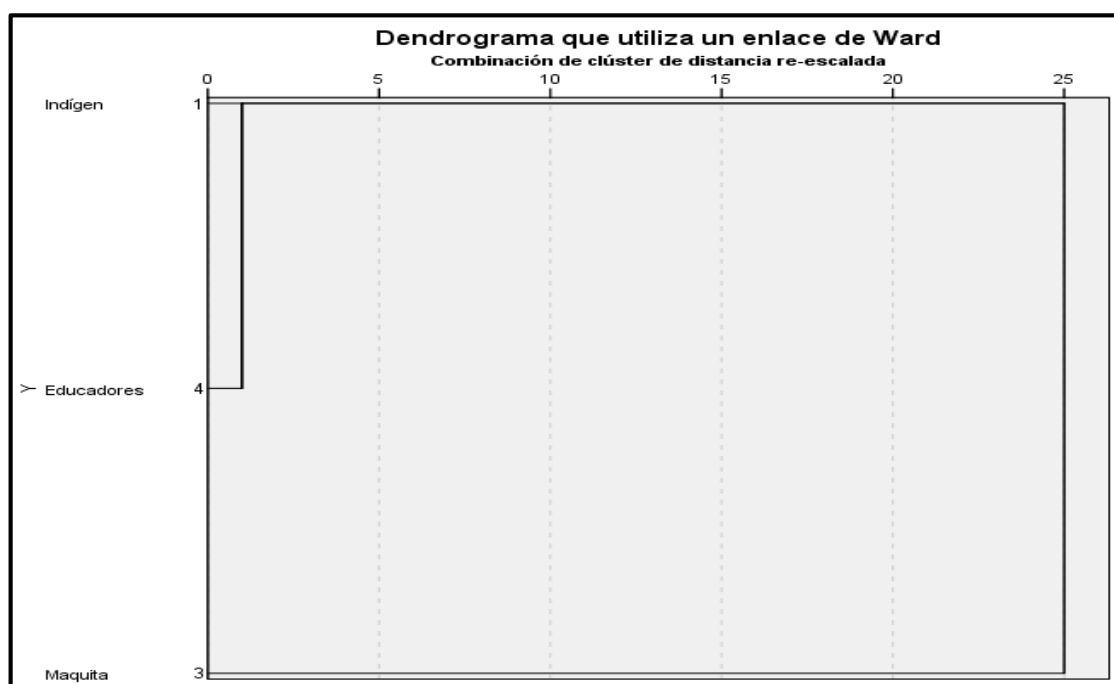 Dendrograma que utiliza un enlace de Ward
Combinación de clúster de distancia re-escalada
0 5 10 15 20 25
Indígen 1
Y Educadores 4
Maquita 3